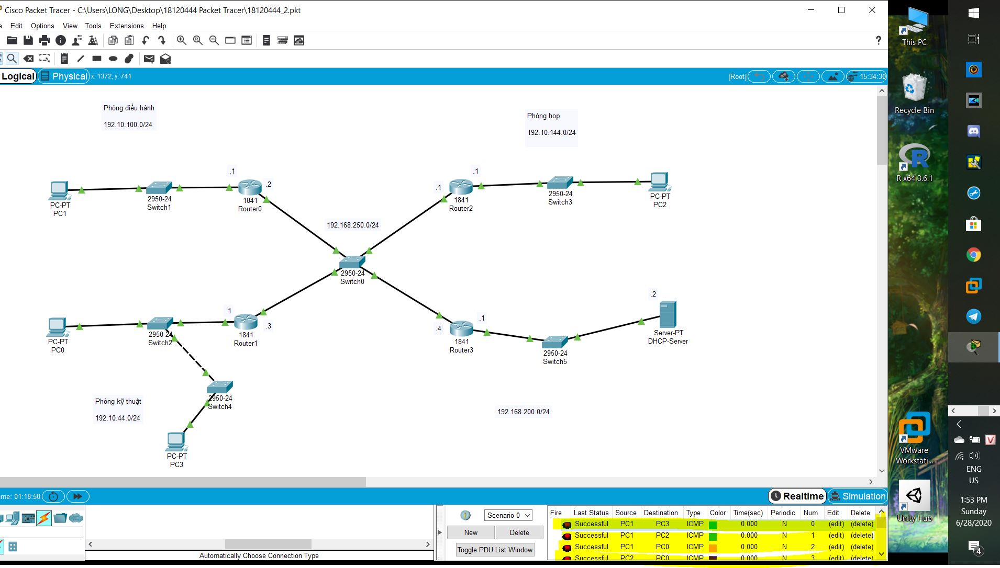 Cisco Packet Tracer - C:\Users\LONG\Desktop\18120444 Packet Tracer\18120444_2.pkt
e Edit Options View Tools Extensions Help
?
Logical Physical x: 1372, y: 741
[Root] 15:34:30
Phòng điều hành
192.10.100.0/24
Phòng họp
192.10.144.0/24
.1
.2
.1
.1
PC-PT
PC1
2950-24
Switch1
1841
Router0
1841
Router2
2950-24
Switch3
PC-PT
PC2
192.168.250.0/24
2950-24
Switch0
.2
.1
.3
.4
.1
PC-PT
PC0
2950-24
Switch2
1841
Router1
1841
Router3
2950-24
Switch5
Server-PT
DHCP-Server
2950-24
Switch4
Phòng kỹ thuật
192.10.44.0/24
192.168.200.0/24
PC-PT
PC3
ime: 01:18:50
Realtime Simulation
Scenario 0
New Delete
Toggle PDU List Window
Automatically Choose Connection Type
Fire Last Status Source Destination Type Color Time(sec) Periodic Num Edit Delete
Successful PC1 PC3 ICMP 0.000 N 0 (edit) (delete)
Successful PC1 PC2 ICMP 0.000 N 1 (edit) (delete)
Successful PC1 PC0 ICMP 0.000 N 2 (edit) (delete)
Successful PC2 PC0 ICMP 0.000 N 3 (edit) (delete)
This PC
Recycle Bin
R x64 3.6.1
VMware
Workstati...
Unity Hub
V
ENG
US
1:53 PM
Sunday
6/28/2020
4